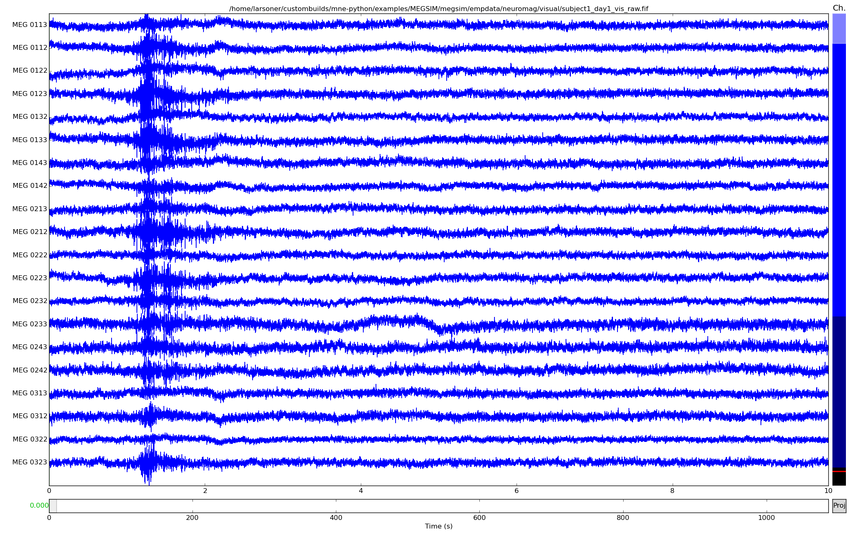 /home/larsoner/custombuilds/mne-python/examples/MEGSIM/megsim/empdata/neuromag/visual/subject1_day1_vis_raw.fif
Ch.
MEG 0113
MEG 0112
MEG 0122
MEG 0123
MEG 0132
MEG 0133
MEG 0143
MEG 0142
MEG 0213
MEG 0212
MEG 0222
MEG 0223
MEG 0232
MEG 0233
MEG 0243
MEG 0242
MEG 0313
MEG 0312
MEG 0322
MEG 0323
0 2 4 6 8 10
0.000 Proj
0 200 400 600 800 1000
Time (s)